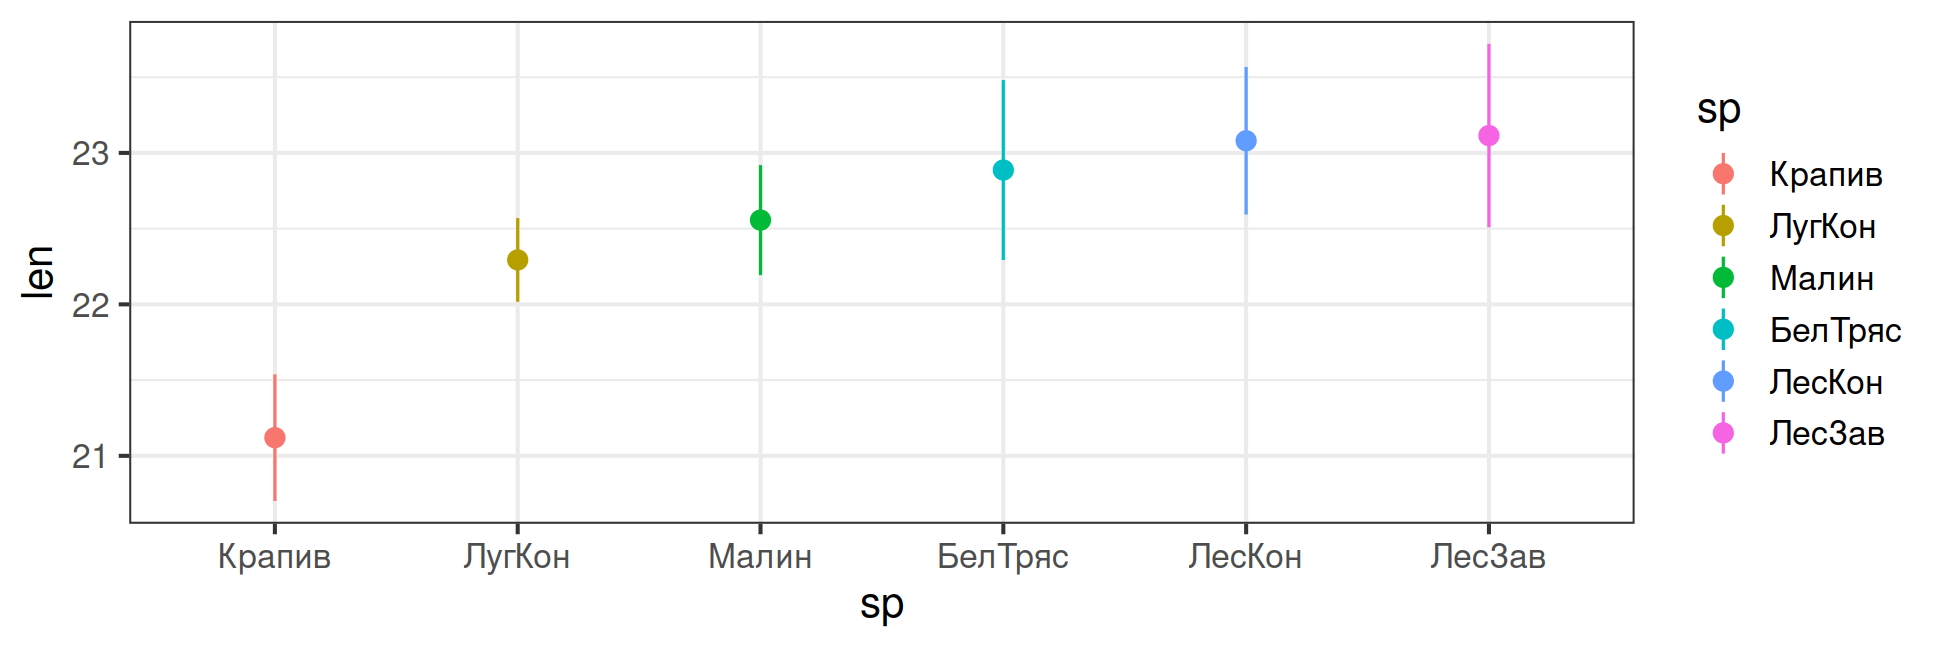 len
23
22
21
Крапив ЛугКон Малин БелТряс ЛесКон ЛесЗав
sp
sp
Крапив
ЛугКон
Малин
БелТряс
ЛесКон
ЛесЗав